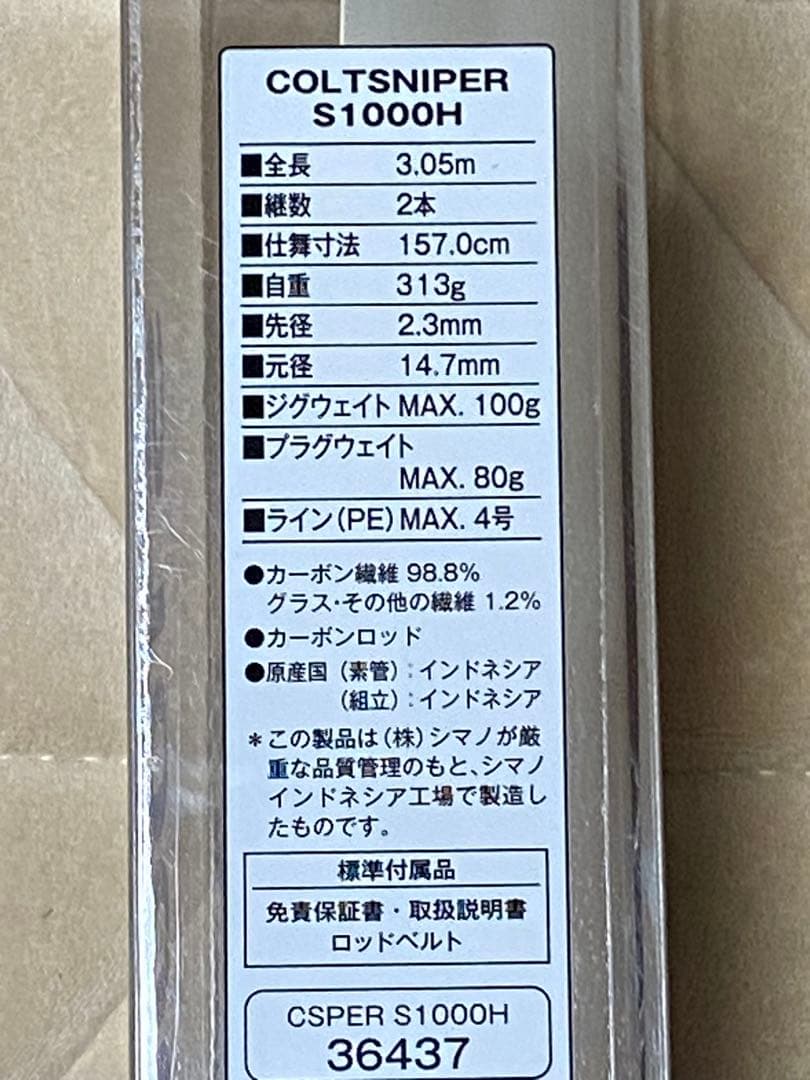 COLTSNIPER
S1000H
■全長 3.05m
■継数 2本
■仕舞寸法 157.0cm
■自重 313g
■先径 2.3mm
■元径 14.7mm
■ジグウェイト MAX. 100g
■プラグウェイト
MAX. 80g
■ライン(PE) MAX. 4号
●カーボン繊維 98.8%
グラス・その他の繊維 1.2%
●カーボンロッド
●原産国(素管):インドネシア
(組立):インドネシア
*この製品は(株)シマノが厳
重な品質管理のもと、シマノ
インドネシア工場で製造し
たものです。
標準付属品
免責保証書・取扱説明書
ロッドベルト
CSPER S1000H
36437